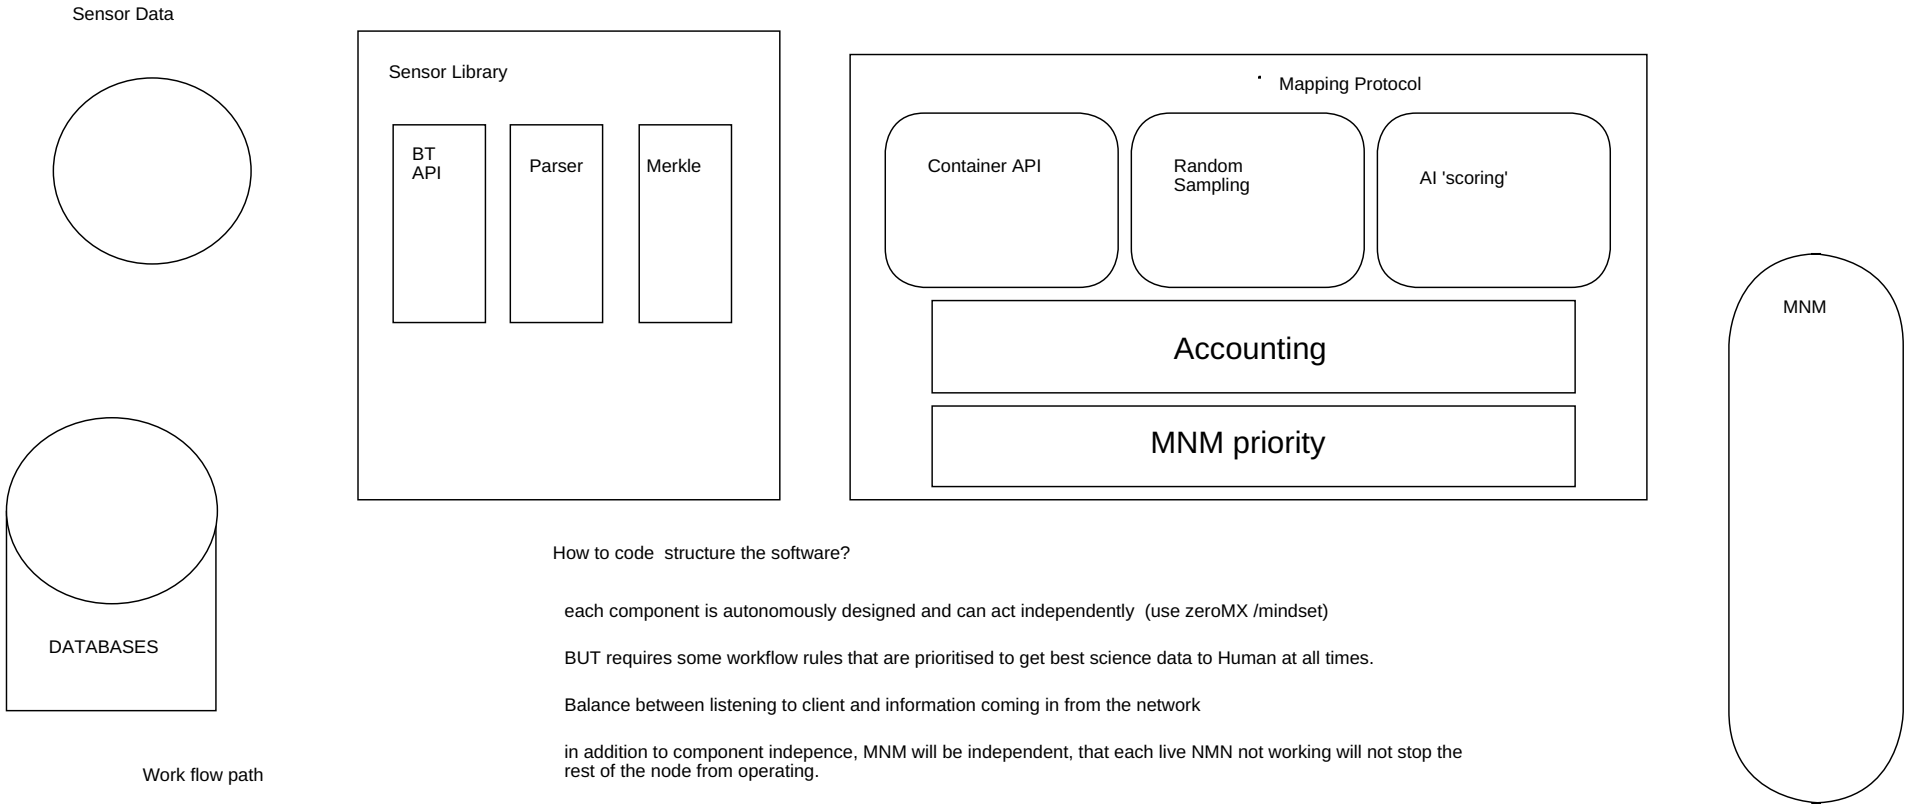 Sensor Data
Sensor Library
BT
API
Parser
Merkle
Mapping Protocol
Container API
Random
Sampling
AI 'scoring'
Accounting
MNM priority
MNM
DATABASES
Work flow path
How to code  structure the software?
each component is autonomously designed and can act independently  (use zeroMX /mindset)
BUT requires some workflow rules that are prioritised to get best science data to Human at all times.
Balance between listening to client and information coming in from the network
in addition to component indepence, MNM will be independent, that each live NMN not working will not stop the
rest of the node from operating.